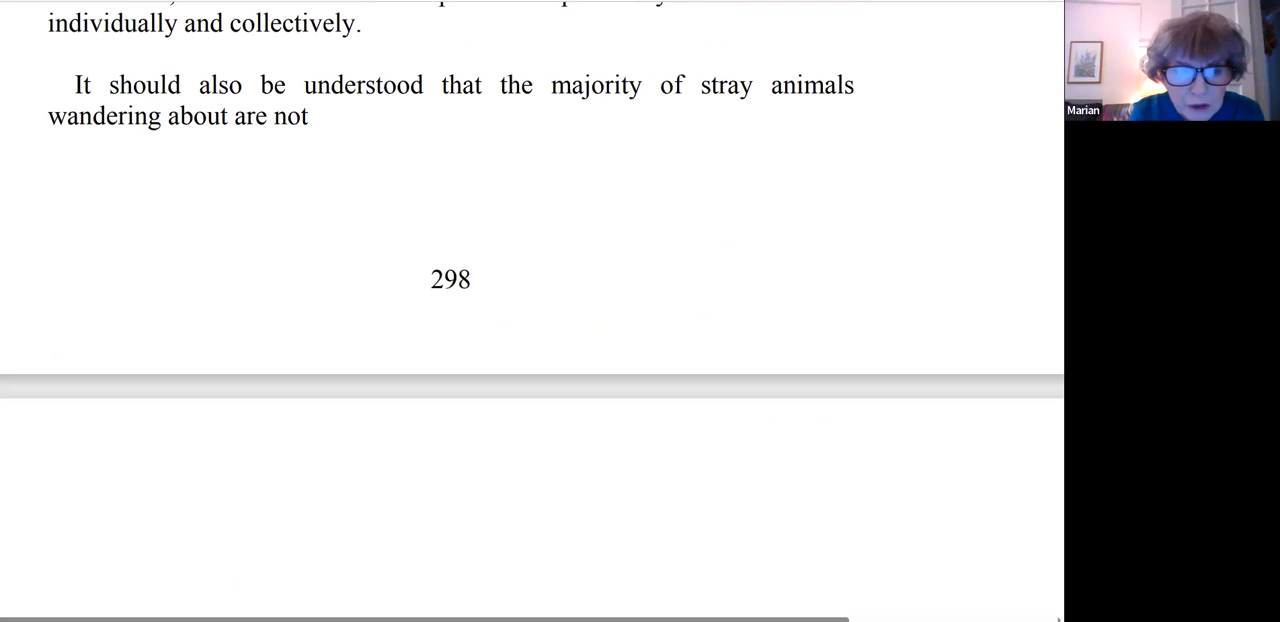 individually and collectively.
It should also be understood that the majority of stray animals
wandering about are not
298
Marian